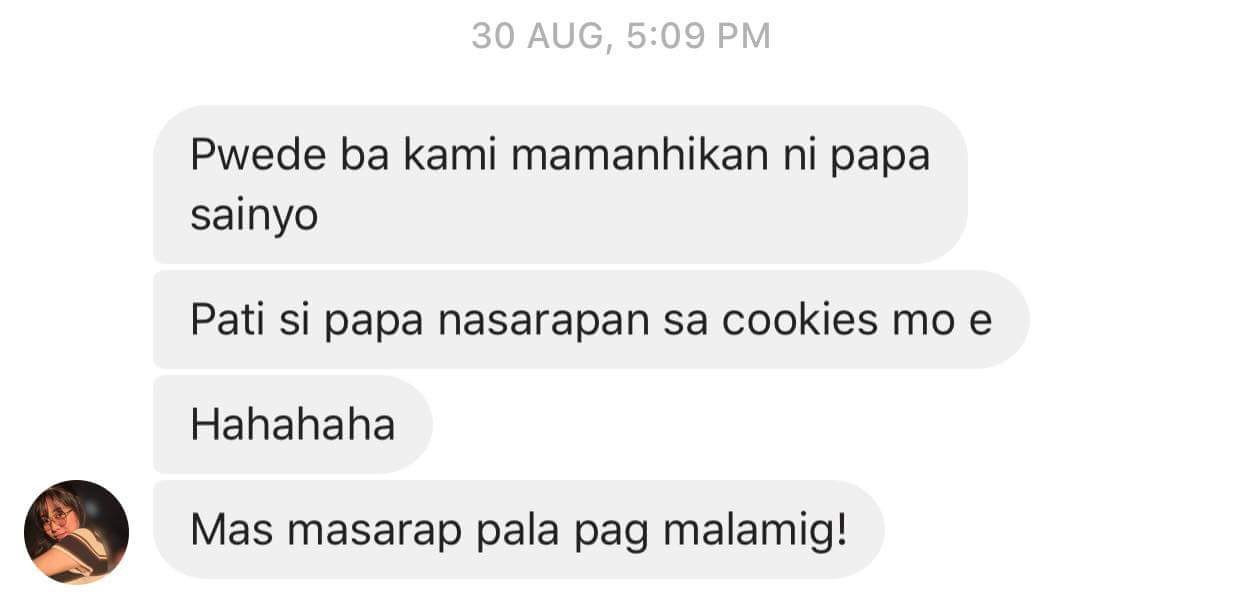 30 AUG, 5:09 PM
Pwede ba kami mamanhikan ni papa
sainyo
Pati si papa nasarapan sa cookies mo e
Hahahaha
Mas masarap pala pag malamig!